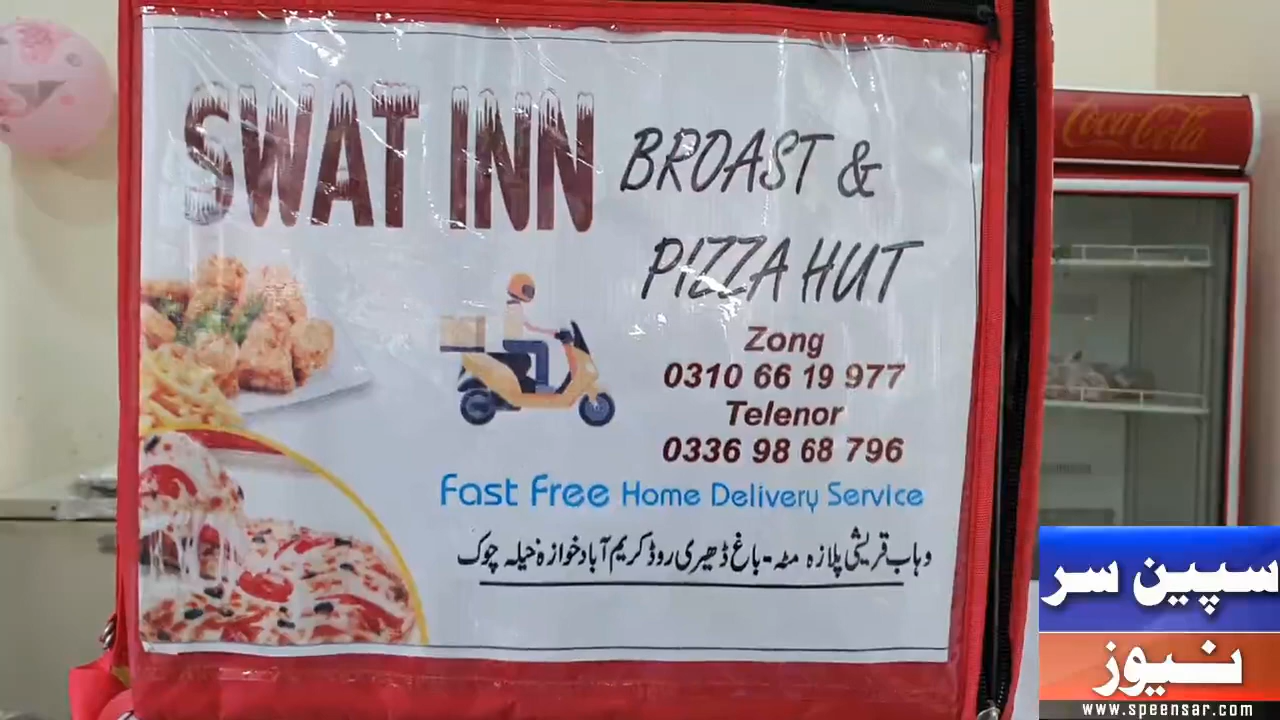 SWAT INN
BROAST &
PIZZA HUT
Zong
0310 66 19 977
Telenor
0336 98 68 796
Fast Free Home Delivery Service
وہاب قریشی پلازہ مٹہ - باغ ڈھیری روڈ کریم آباد خوازہ خیلہ چوک
Coca-Cola
سپین سر
نیوز
www.speensar.com